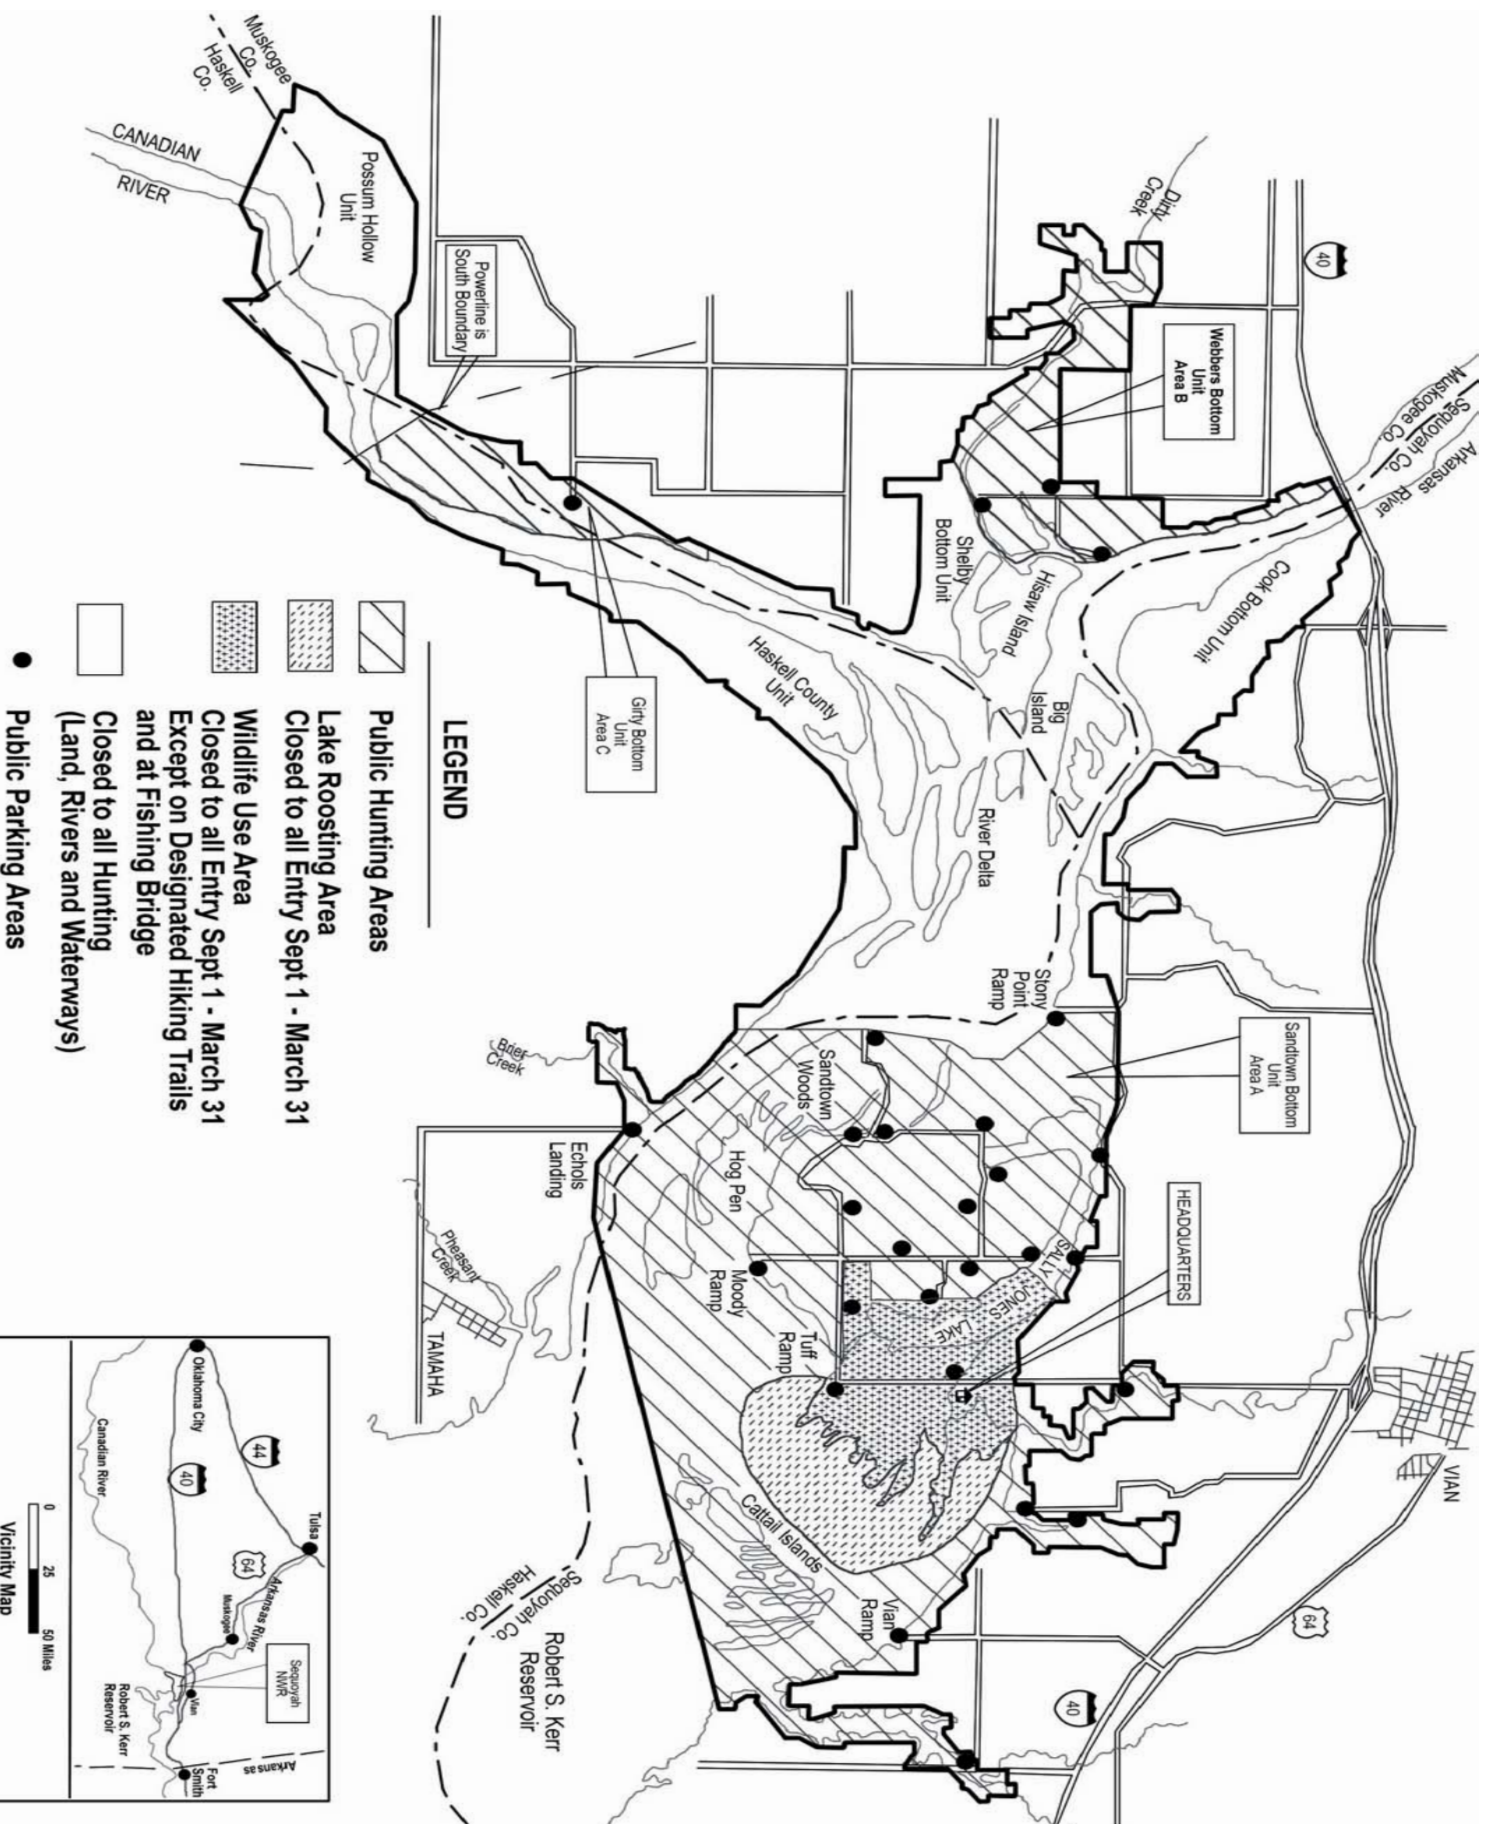 Muskogee
Co.
Haskell
Co.
CANADIAN
RIVER
Possum Hollow
Unit
Powerline is
South Boundary
Dirty
Creek
40
Webbers Bottom
Unit
Area B
Muskogee Co.
Sequoyah Co.
Arkansas River
Cook Bottom Unit
Shelby
Bottom Unit
Hisaw Island
Big
Island
Haskell County
Unit
Girty Bottom
Unit
Area C
River Delta
Stony
Point
Ramp
Sandtown Bottom
Unit
Area A
Sandtown
Woods
Hog Pen
Brier
Creek
Echols
Landing
Moody
Ramp
Tuff
Ramp
SALLY
JONES
LAKE
HEADQUARTERS
Pheasant
Creek
TAMAHA
Cattail Islands
Vian
Ramp
VIAN
64
40
Sequoyah Co.
Haskell Co.
Robert S. Kerr
Reservoir
LEGEND
Public Hunting Areas
Lake Roosting Area
Closed to all Entry Sept 1 - March 31
Wildlife Use Area
Closed to all Entry Sept 1 - March 31
Except on Designated Hiking Trails
and at Fishing Bridge
Closed to all Hunting
(Land, Rivers and Waterways)
Public Parking Areas
Oklahoma City
44
40
Tulsa
64
Arkansas River
Muskogee
Canadian River
Sequoyah
NWR
Vian
Robert S. Kerr
Reservoir
Fort
Smith
Arkansas
0 25 50 Miles
Vicinity Map